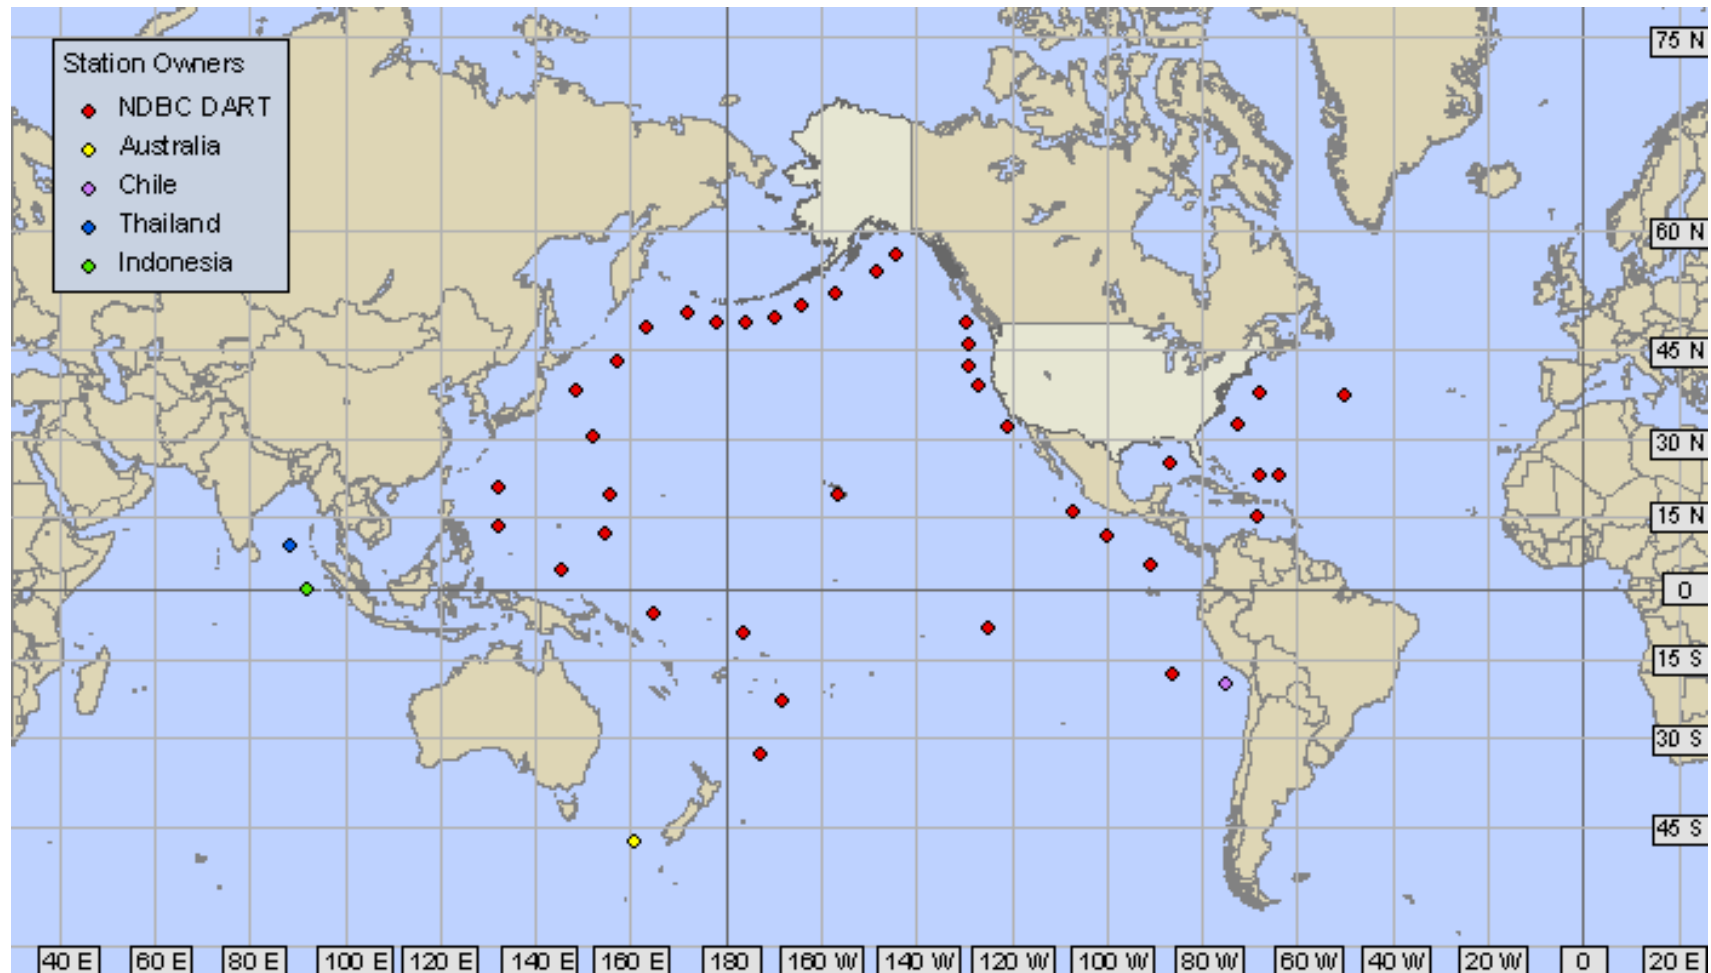 Station Owners
NDBC DART
Australia
Chile
Thailand
Indonesia
75 N
60 N
45 N
30 N
15 N
0
15 S
30 S
45 S
40 E
60 E
80 E
100 E
120 E
140 E
160 E
180
160 W
140 W
120 W
100 W
80 W
60 W
40 W
20 W
0
20 E